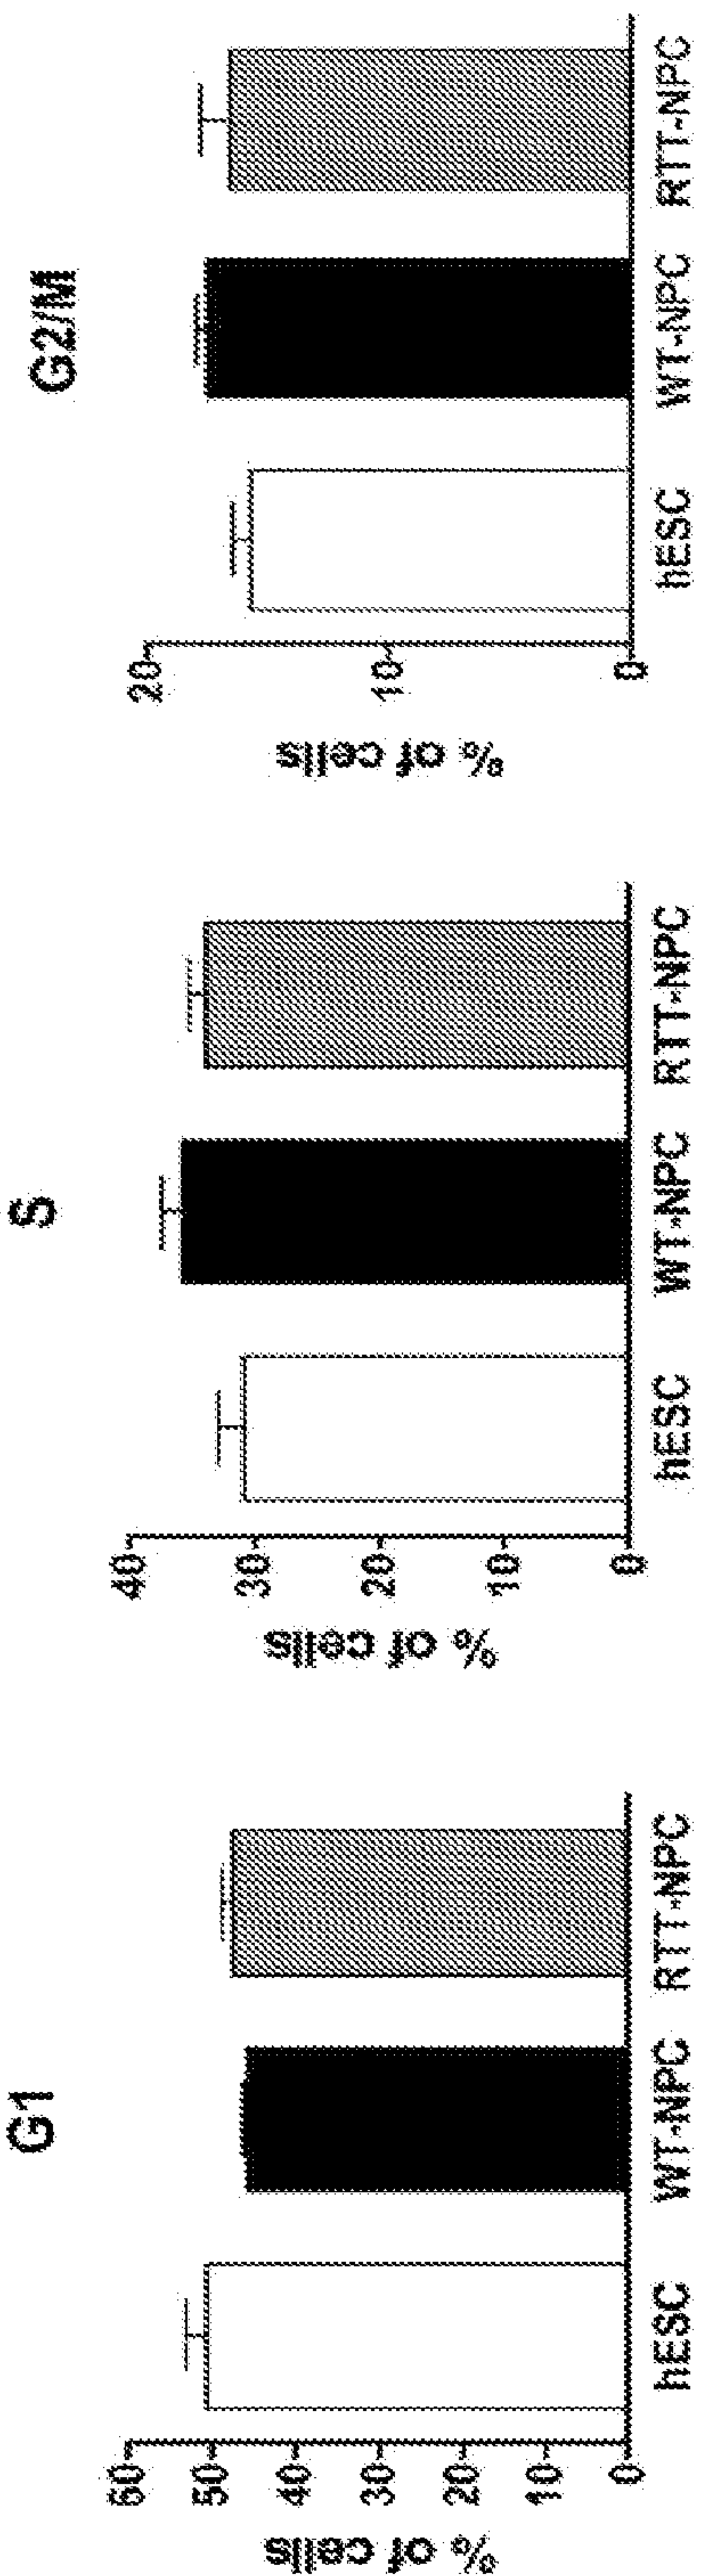 G1
% of cells
60
50
40
30
20
10
0
hESC
WT-NPC
RTT-NPC
S
% of cells
40
30
20
10
0
hESC
WT-NPC
RTT-NPC
G2/M
% of cells
20
10
0
hESC
WT-NPC
RTT-NPC